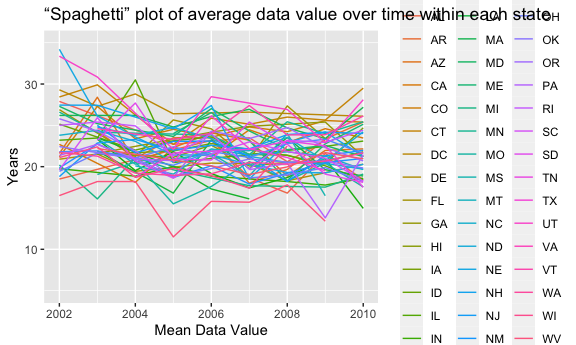 “Spaghetti” plot of average data value over time within each state
Years
30
20
10
2002
2004
2006
2008
2010
Mean Data Value
AL
AR
AZ
CA
CO
CT
DC
DE
FL
GA
HI
IA
ID
IL
IN
LA
MA
MD
ME
MI
MN
MO
MS
MT
NC
ND
NE
NH
NJ
NM
OH
OK
OR
PA
RI
SC
SD
TN
TX
UT
VA
VT
WA
WI
WV